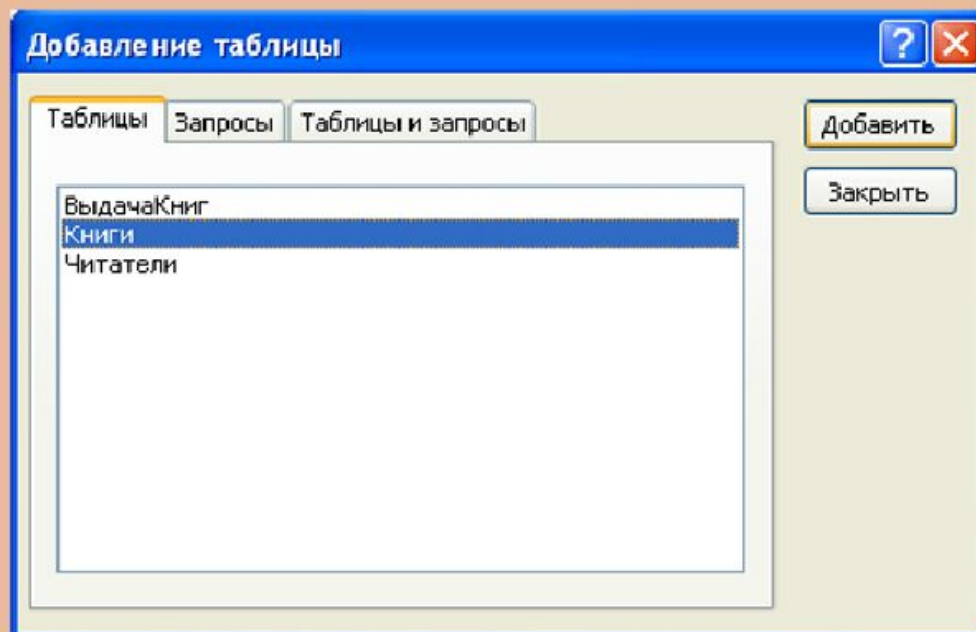 Добавление таблицы
Таблицы Запросы Таблицы и запросы
Добавить
Закрыть
ВыдачаКниг
Книги
Читатели